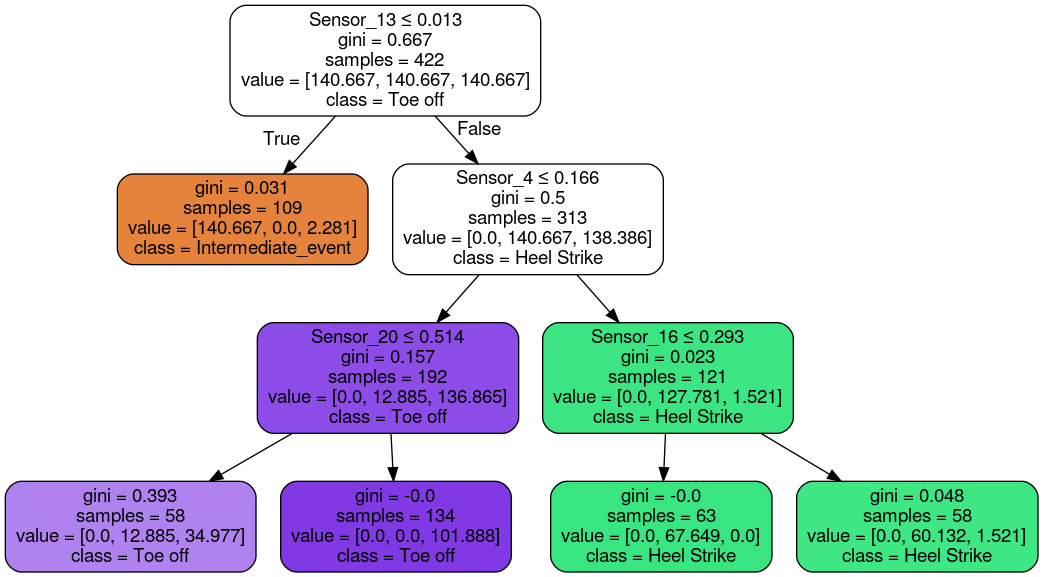 Sensor_13 ≤ 0.013
gini = 0.667
samples = 422
value = [140.667, 140.667, 140.667]
class = Toe off
True
False
gini = 0.031
samples = 109
value = [140.667, 0.0, 2.281]
class = Intermediate_event
Sensor_4 ≤ 0.166
gini = 0.5
samples = 313
value = [0.0, 140.667, 138.386]
class = Heel Strike
Sensor_20 ≤ 0.514
gini = 0.157
samples = 192
value = [0.0, 12.885, 136.865]
class = Toe off
Sensor_16 ≤ 0.293
gini = 0.023
samples = 121
value = [0.0, 127.781, 1.521]
class = Heel Strike
gini = 0.393
samples = 58
value = [0.0, 12.885, 34.977]
class = Toe off
gini = -0.0
samples = 134
value = [0.0, 0.0, 101.888]
class = Toe off
gini = -0.0
samples = 63
value = [0.0, 67.649, 0.0]
class = Heel Strike
gini = 0.048
samples = 58
value = [0.0, 60.132, 1.521]
class = Heel Strike